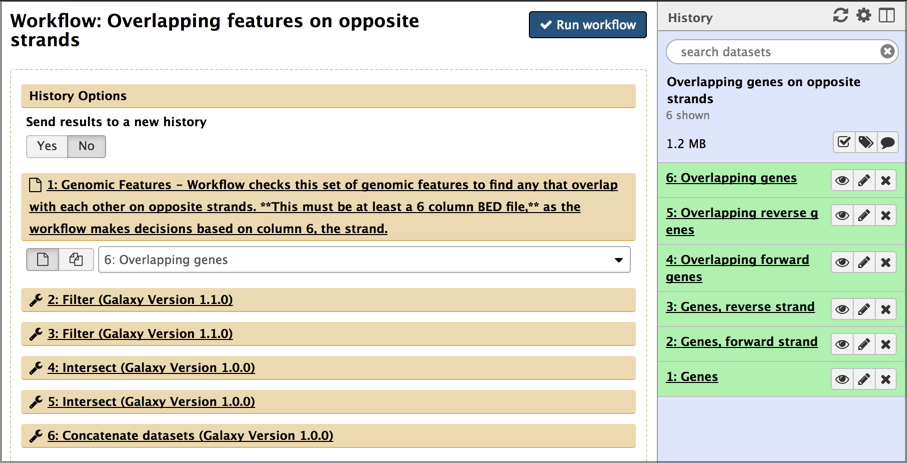 Workflow: Overlapping features on opposite
strands
Run workflow
History Options
Send results to a new history
Yes No
1: Genomic Features – Workflow checks this set of genomic features to find any that overlap
with each other on opposite strands. **This must be at least a 6 column BED file,** as the
workflow makes decisions based on column 6, the strand.
6: Overlapping genes
2: Filter (Galaxy Version 1.1.0)
3: Filter (Galaxy Version 1.1.0)
4: Intersect (Galaxy Version 1.0.0)
5: Intersect (Galaxy Version 1.0.0)
6: Concatenate datasets (Galaxy Version 1.0.0)
History
search datasets
Overlapping genes on opposite
strands
6 shown
1.2 MB
6: Overlapping genes
5: Overlapping reverse g
enes
4: Overlapping forward
genes
3: Genes, reverse strand
2: Genes, forward strand
1: Genes